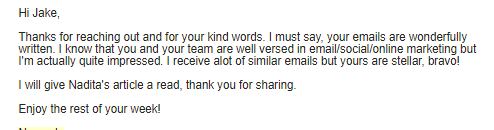 Hi Jake,
Thanks for reaching out and for your kind words. I must say, your emails are wonderfully
written. I know that you and your team are well versed in email/social/online marketing but
I'm actually quite impressed. I receive alot of similar emails but yours are stellar, bravo!
I will give Nadita's article a read, thank you for sharing.
Enjoy the rest of your week!